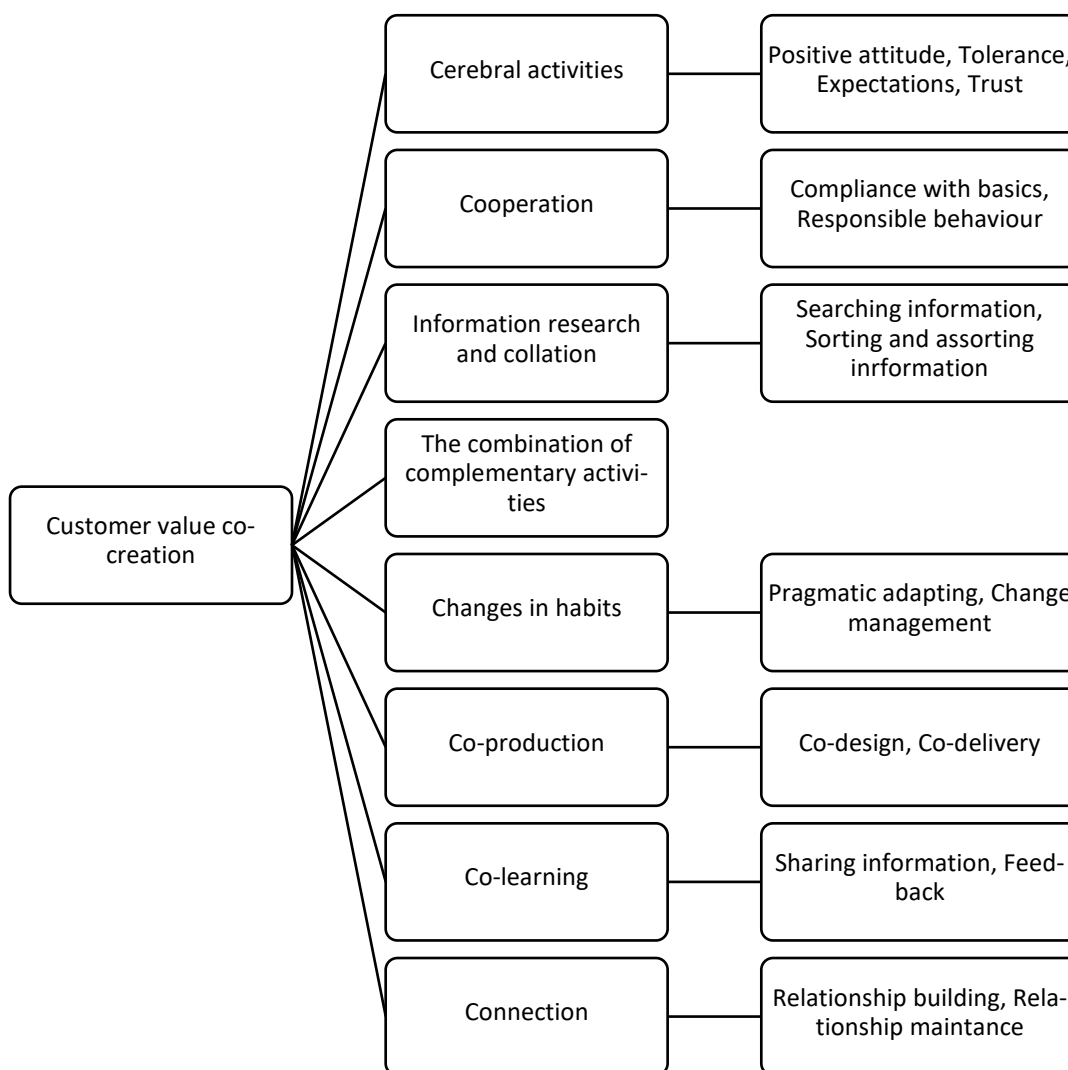 Cerebral activities
Positive attitude, Tolerance,
Expectations, Trust
Cooperation
Compliance with basics,
Responsible behaviour
Information research
and collation
Searching information,
Sorting and assorting
inrformation
The combination of
complementary activi-
ties
Customer value co-
creation
Changes in habits
Pragmatic adapting, Change
management
Co-production
Co-design, Co-delivery
Co-learning
Sharing information, Feed-
back
Connection
Relationship building, Rela-
tionship maintance